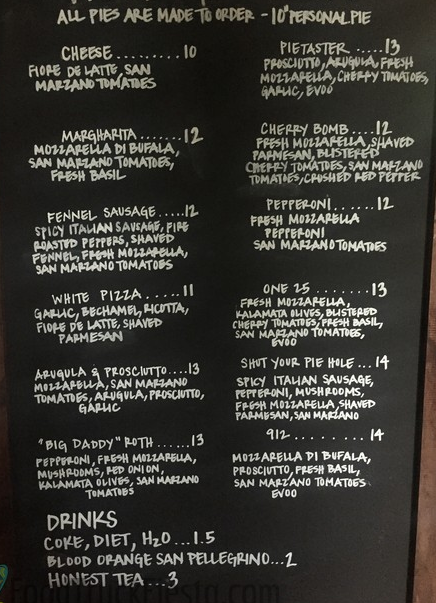 ALL PIES ARE MADE TO ORDER - 10" PERSONAL PIE
CHEESE.........10
FIORE DE LATTE, SAN
MARZANO TOMATOES
MARGHARITA.......12
MOZZARELLA DI BUFALA,
SAN MARZANO TOMATOES,
FRESH BASIL
FENNEL SAUSAGE.....12
SPICY ITALIAN SAUSAGE, FIRE
ROASTED PEPPERS, SHAVED
FENNEL, FRESH MOZZARELLA,
SAN MARZANO TOMATOES
WHITE PIZZA.....11
GARLIC, BECHAMEL, RICOTTA,
FIORE DE LATTE, SHAVED
PARMESAN
ARUGULA & PROSCIUTTO....13
MOZZARELLA, SAN MARZANO
TOMATOES, ARUGULA, PROSCIUTTO,
GARLIC
"BIG DADDY" ROTH......13
PEPPERONI, FRESH MOZZARELLA,
MUSHROOMS, RED ONION,
KALAMATA OLIVES, SAN MARZANO
TOMATOES
PIETASTER.....13
PROSCIUTTO, ARUGULA, FRESH
MOZZARELLA, CHERRY TOMATOES,
GARLIC, EVOO
CHERRY BOMB....12
FRESH MOZZARELLA, SHAVED
PARMESAN, BLISTERED
CHERRY TOMATOES, SAN MARZANO
TOMATOES, CRUSHED RED PEPPER
PEPPERONI......12
FRESH MOZZARELLA
PEPPERONI
SAN MARZANO TOMATOES
ONE 25........13
FRESH MOZZARELLA,
KALAMATA OLIVES, BLISTERED
CHERRY TOMATOES, FRESH BASIL,
SAN MARZANO TOMATOES,
EVOO
SHUT YOUR PIE HOLE...14
SPICY ITALIAN SAUSAGE,
PEPPERONI, MUSHROOMS,
FRESH MOZZARELLA, SHAVED
PARMESAN, SAN MARZANO
912........14
MOZZARELLA DI BUFALA,
PROSCIUTTO, FRESH BASIL,
SAN MARZANO TOMATOES
EVOO
DRINKS
COKE, DIET, H2O...1.5
BLOOD ORANGE SAN PELLEGRINO...2
HONEST TEA...3